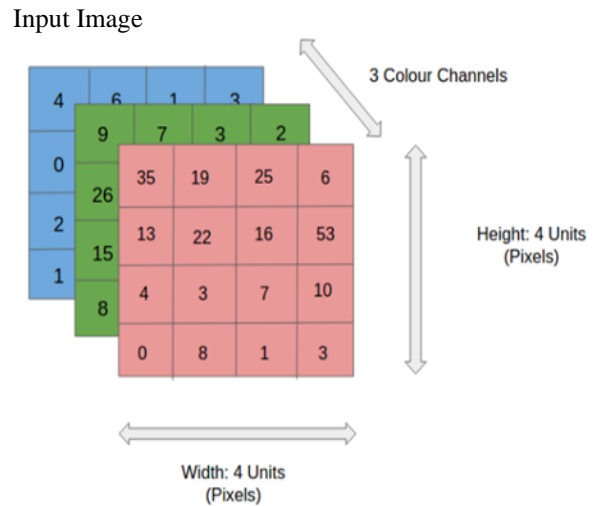 Input Image
3 Colour Channels
4 6 1 3
0
2
1
9 7 3 2
26
15
8
35 19 25 6
13 22 16 53
4 3 7 10
0 8 1 3
Height: 4 Units
(Pixels)
Width: 4 Units
(Pixels)